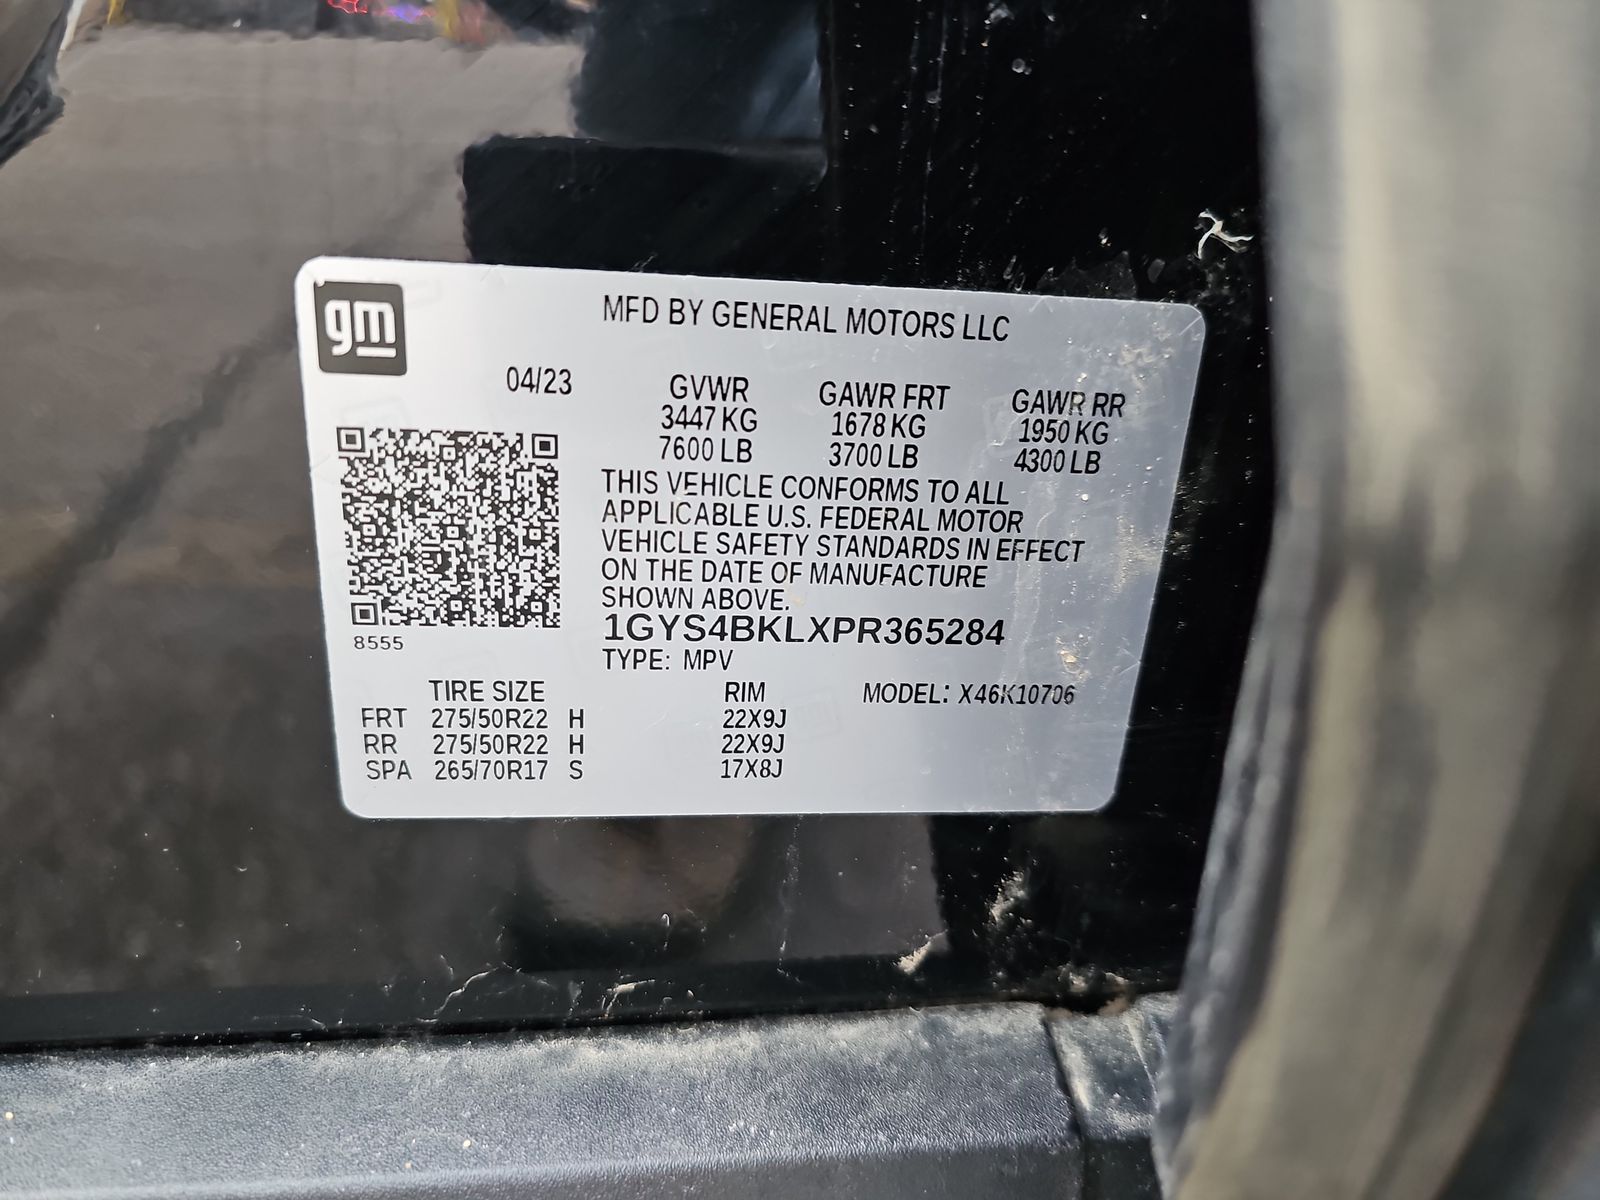 gm
MFD BY GENERAL MOTORS LLC
04/23
GVWR GAWR FRT GAWR RR
3447 KG 1678 KG 1950 KG
7600 LB 3700 LB 4300 LB
THIS VEHICLE CONFORMS TO ALL
APPLICABLE U.S. FEDERAL MOTOR
VEHICLE SAFETY STANDARDS IN EFFECT
ON THE DATE OF MANUFACTURE
SHOWN ABOVE.
8555
1GYS4BKLXPR365284
TYPE: MPV
TIRE SIZE RIM MODEL: X46K10706
FRT 275/50R22 H 22X9J
RR 275/50R22 H 22X9J
SPA 265/70R17 S 17X8J